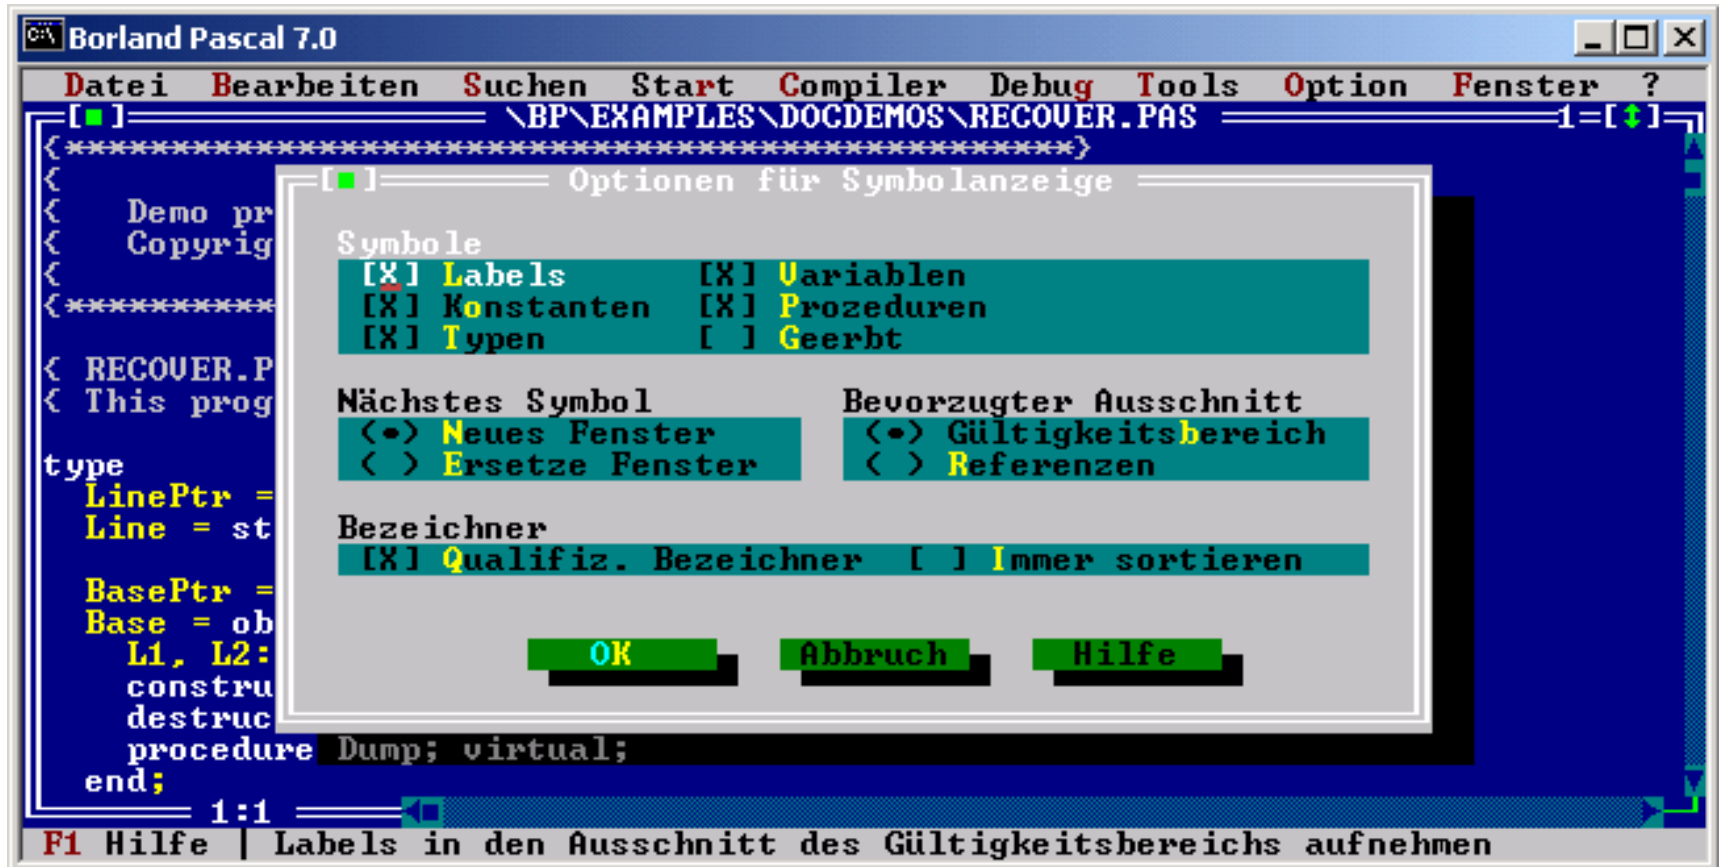 Borland Pascal 7.0
Datei Bearbeiten Suchen Start Compiler Debug Tools Option Fenster ?
[■] \BP\EXAMPLES\DOCDEMOS\RECOVER.PAS 1=[↕]
{************************************************}
{
[■] Optionen für Symbolanzeige
{ Demo pr
{ Copyrig
{
{**********
Symbole
[X] Labels [X] Variablen
[X] Konstanten [X] Prozeduren
[X] Typen [ ] Geerbt
{ RECOVER.P
{ This prog
Nächstes Symbol Bevorzugter Ausschnitt
(•) Neues Fenster (•) Gültigkeitsbereich
( ) Ersetze Fenster ( ) Referenzen
type
LinePtr =
Line = st
Bezeichner
[X] Qualifiz. Bezeichner [ ] Immer sortieren
BasePtr =
Base = ob
L1, L2:
constru
destruc
OK Abbruch Hilfe
procedure Dump; virtual;
end;
1:1
F1 Hilfe | Labels in den Ausschnitt des Gültigkeitsbereichs aufnehmen